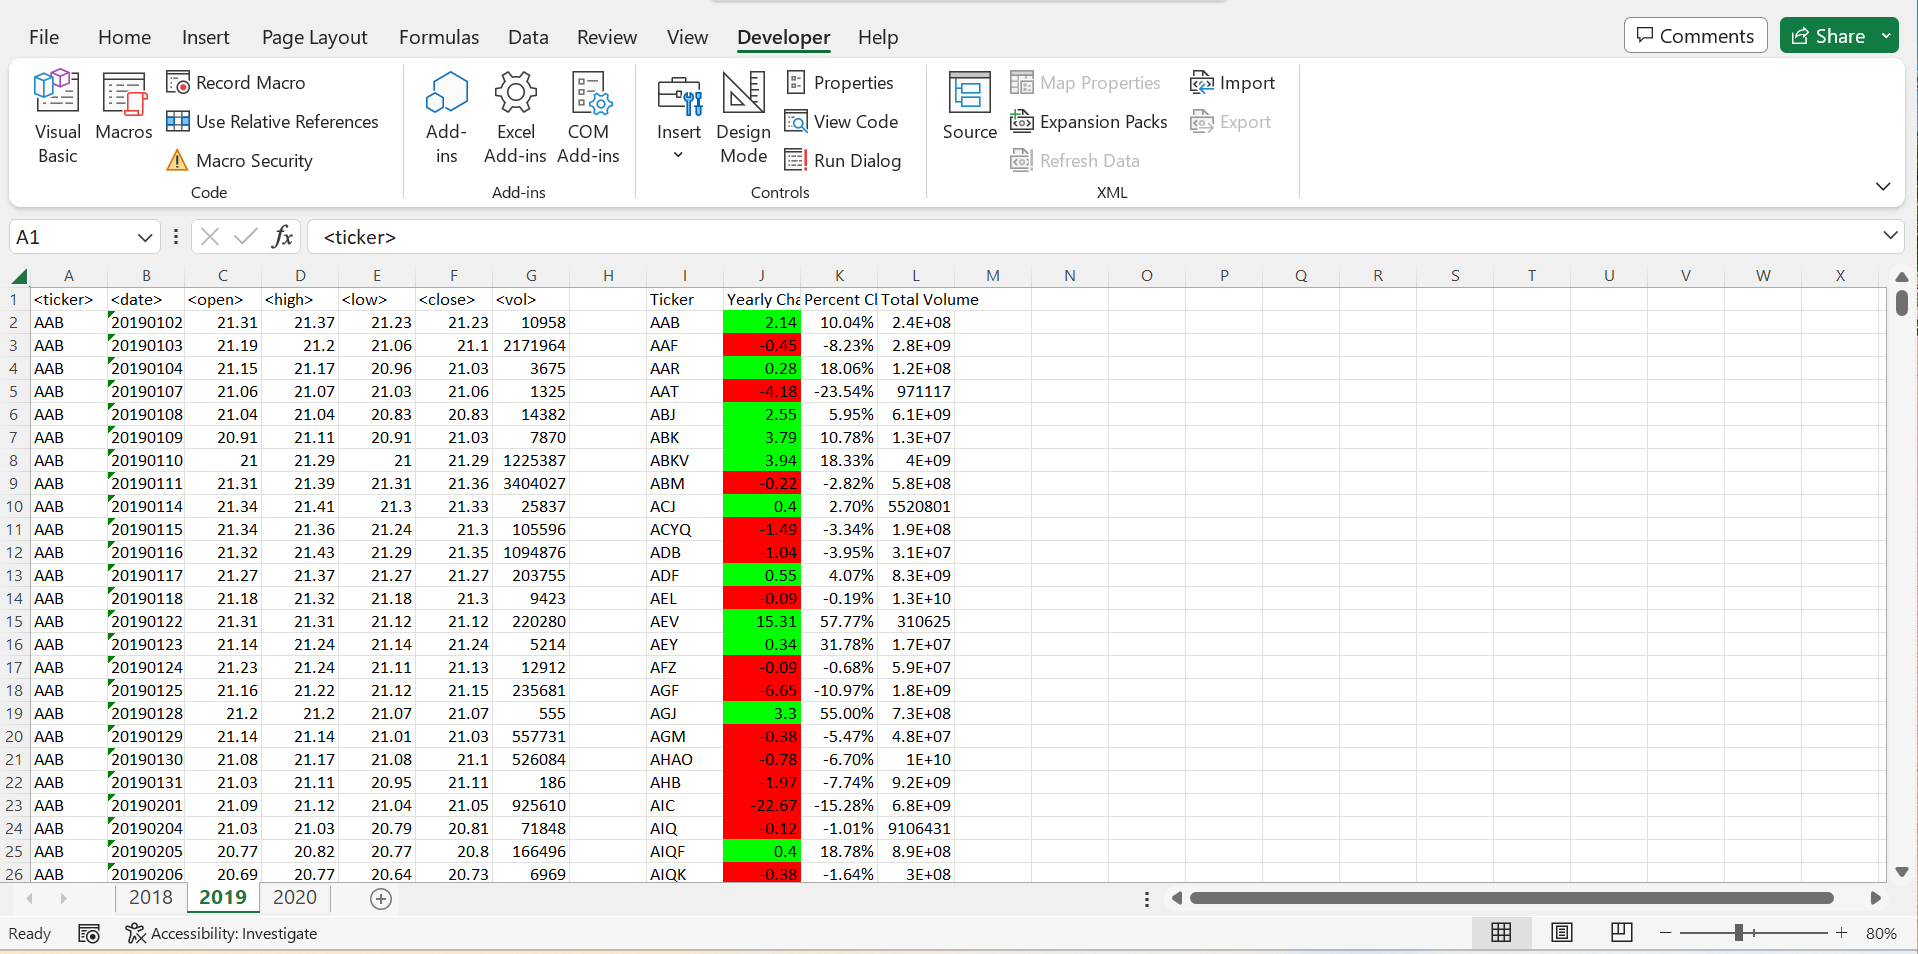 File Home Insert Page Layout Formulas Data Review View Developer Help Comments Share
Visual Basic Macros Record Macro Use Relative References Macro Security Code
Add-ins Excel Add-ins COM Add-ins Add-ins
Insert Design Mode Properties View Code Run Dialog Controls
Source Map Properties Expansion Packs Refresh Data Import Export XML
A1 fx <ticker>
A B C D E F G H I J K L M N O P Q R S T U V W X
1 <ticker> <date> <open> <high> <low> <close> <vol> Ticker Yearly Cha Percent Cl Total Volume
2 AAB 20190102 21.31 21.37 21.23 21.23 10958 AAB 2.14 10.04% 2.4E+08
3 AAB 20190103 21.19 21.2 21.06 21.1 2171964 AAF -0.45 -8.23% 2.8E+09
4 AAB 20190104 21.15 21.17 20.96 21.03 3675 AAR 0.28 18.06% 1.2E+08
5 AAB 20190107 21.06 21.07 21.03 21.06 1325 AAT -4.18 -23.54% 971117
6 AAB 20190108 21.04 21.04 20.83 20.83 14382 ABJ 2.55 5.95% 6.1E+09
7 AAB 20190109 20.91 21.11 20.91 21.03 7870 ABK 3.79 10.78% 1.3E+07
8 AAB 20190110 21 21.29 21 21.29 1225387 ABKV 3.94 18.33% 4E+09
9 AAB 20190111 21.31 21.39 21.31 21.36 3404027 ABM -0.22 -2.82% 5.8E+08
10 AAB 20190114 21.34 21.41 21.3 21.33 25837 ACJ 0.4 2.70% 5520801
11 AAB 20190115 21.34 21.36 21.24 21.3 105596 ACYQ -1.49 -3.34% 1.9E+08
12 AAB 20190116 21.32 21.43 21.29 21.35 1094876 ADB -1.04 -3.95% 3.1E+07
13 AAB 20190117 21.27 21.37 21.27 21.27 203755 ADF 0.55 4.07% 8.3E+09
14 AAB 20190118 21.18 21.32 21.18 21.3 9423 AEL -0.09 -0.19% 1.3E+10
15 AAB 20190122 21.31 21.31 21.12 21.12 220280 AEV 15.31 57.77% 310625
16 AAB 20190123 21.14 21.24 21.14 21.24 5214 AEY 0.34 31.78% 1.7E+07
17 AAB 20190124 21.23 21.24 21.11 21.13 12912 AFZ -0.09 -0.68% 5.9E+07
18 AAB 20190125 21.16 21.22 21.12 21.15 235681 AGF -6.65 -10.97% 1.8E+09
19 AAB 20190128 21.2 21.2 21.07 21.07 555 AGJ 3.3 55.00% 7.3E+08
20 AAB 20190129 21.14 21.14 21.01 21.03 557731 AGM -0.38 -5.47% 4.8E+07
21 AAB 20190130 21.08 21.17 21.08 21.1 526084 AHAO -0.78 -6.70% 1E+10
22 AAB 20190131 21.03 21.11 20.95 21.11 186 AHB -1.97 -7.74% 9.2E+09
23 AAB 20190201 21.09 21.12 21.04 21.05 925610 AIC -22.67 -15.28% 6.8E+09
24 AAB 20190204 21.03 21.03 20.79 20.81 71848 AIQ -0.12 -1.01% 9106431
25 AAB 20190205 20.77 20.82 20.77 20.8 166496 AIQF 0.4 18.78% 8.9E+08
26 AAB 20190206 20.69 20.77 20.64 20.73 6969 AIQK -0.38 -1.64% 3E+08
2018 2019 2020
Ready Accessibility: Investigate 80%